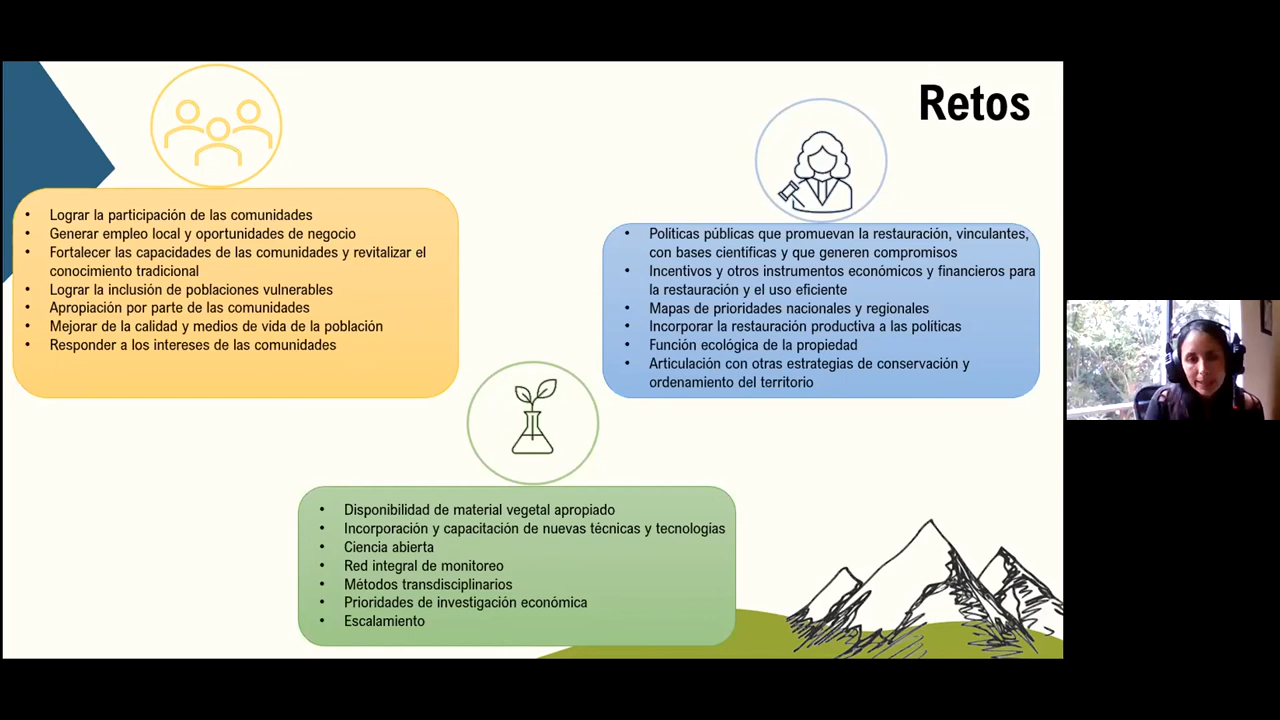 Retos
• Lograr la participación de las comunidades
• Generar empleo local y oportunidades de negocio
• Fortalecer las capacidades de las comunidades y revitalizar el
conocimiento tradicional
• Lograr la inclusión de poblaciones vulnerables
• Apropiación por parte de las comunidades
• Mejorar de la calidad y medios de vida de la población
• Responder a los intereses de las comunidades
• Políticas públicas que promuevan la restauración, vinculantes,
con bases científicas y que generen compromisos
• Incentivos y otros instrumentos económicos y financieros para
la restauración y el uso eficiente
• Mapas de prioridades nacionales y regionales
• Incorporar la restauración productiva a las políticas
• Función ecológica de la propiedad
• Articulación con otras estrategias de conservación y
ordenamiento del territorio
• Disponibilidad de material vegetal apropiado
• Incorporación y capacitación de nuevas técnicas y tecnologías
• Ciencia abierta
• Red integral de monitoreo
• Métodos transdisciplinarios
• Prioridades de investigación económica
• Escalamiento